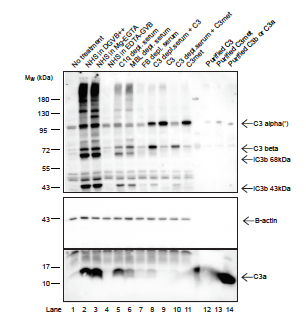 No treatment
NHS in DGVB++
NHS in Mg-EGTA
NHS in EDTA-GVB
C1q depl. serum
MBL depl. serum
FB depl. serum
C3 depl.serum + C3
C3
C3 depl.serum + C3met
C3met
Purified C3
Purified C3met
Purified C3b or C3a
Mw (kDa)
180
130
95
72
55
43
C3 alpha(')
C3 beta
iC3b 68kDa
iC3b 43kDa
43
B-actin
17
10
C3a
Lane 1 2 3 4 5 6 7 8 9 10 11 12 13 14